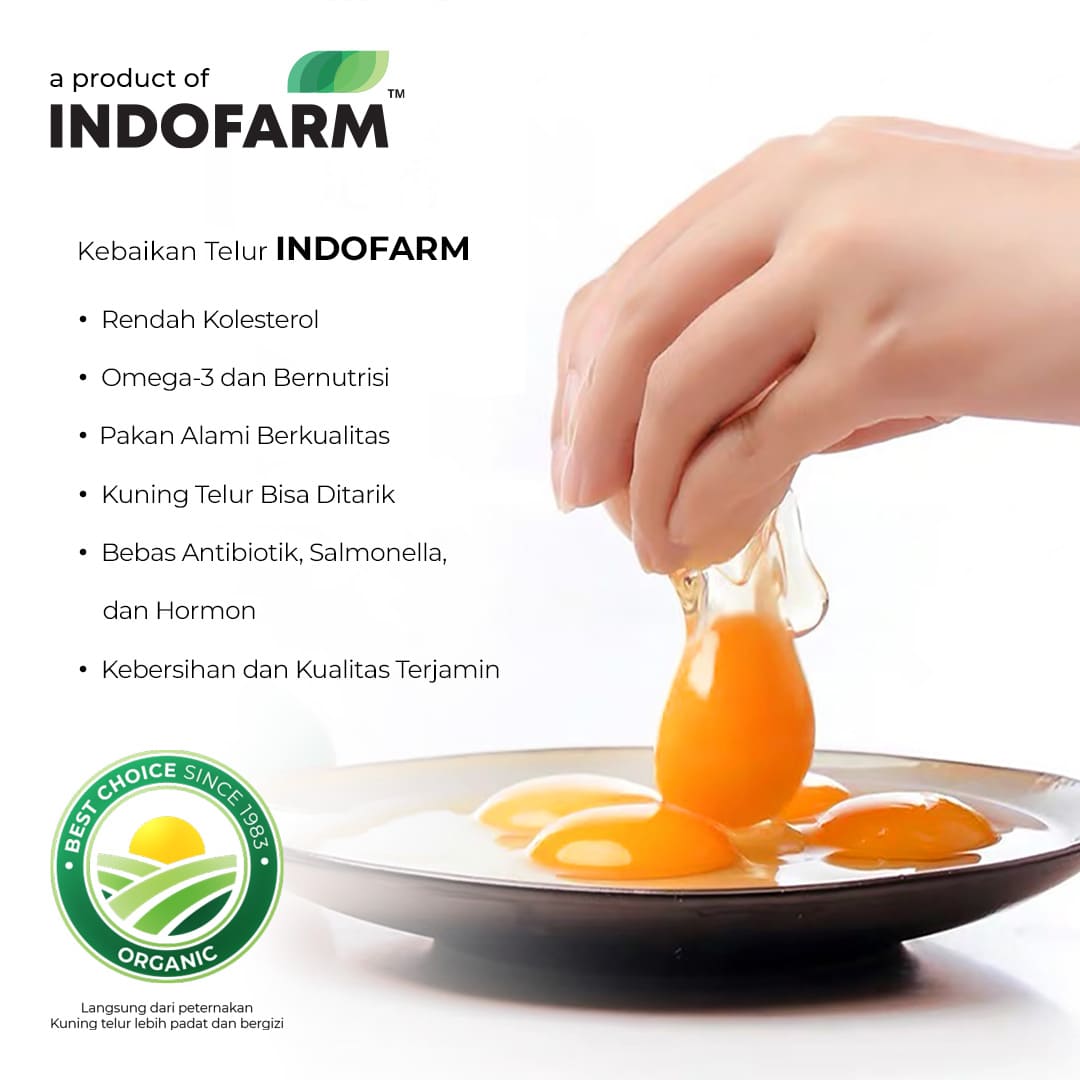 a product of
INDOFARM™
Kebaikan Telur INDOFARM
• Rendah Kolesterol
• Omega-3 dan Bernutrisi
• Pakan Alami Berkualitas
• Kuning Telur Bisa Ditarik
• Bebas Antibiotik, Salmonella,
dan Hormon
• Kebersihan dan Kualitas Terjamin
• BEST CHOICE SINCE 1983 •
ORGANIC
Langsung dari peternakan
Kuning telur lebih padat dan bergizi